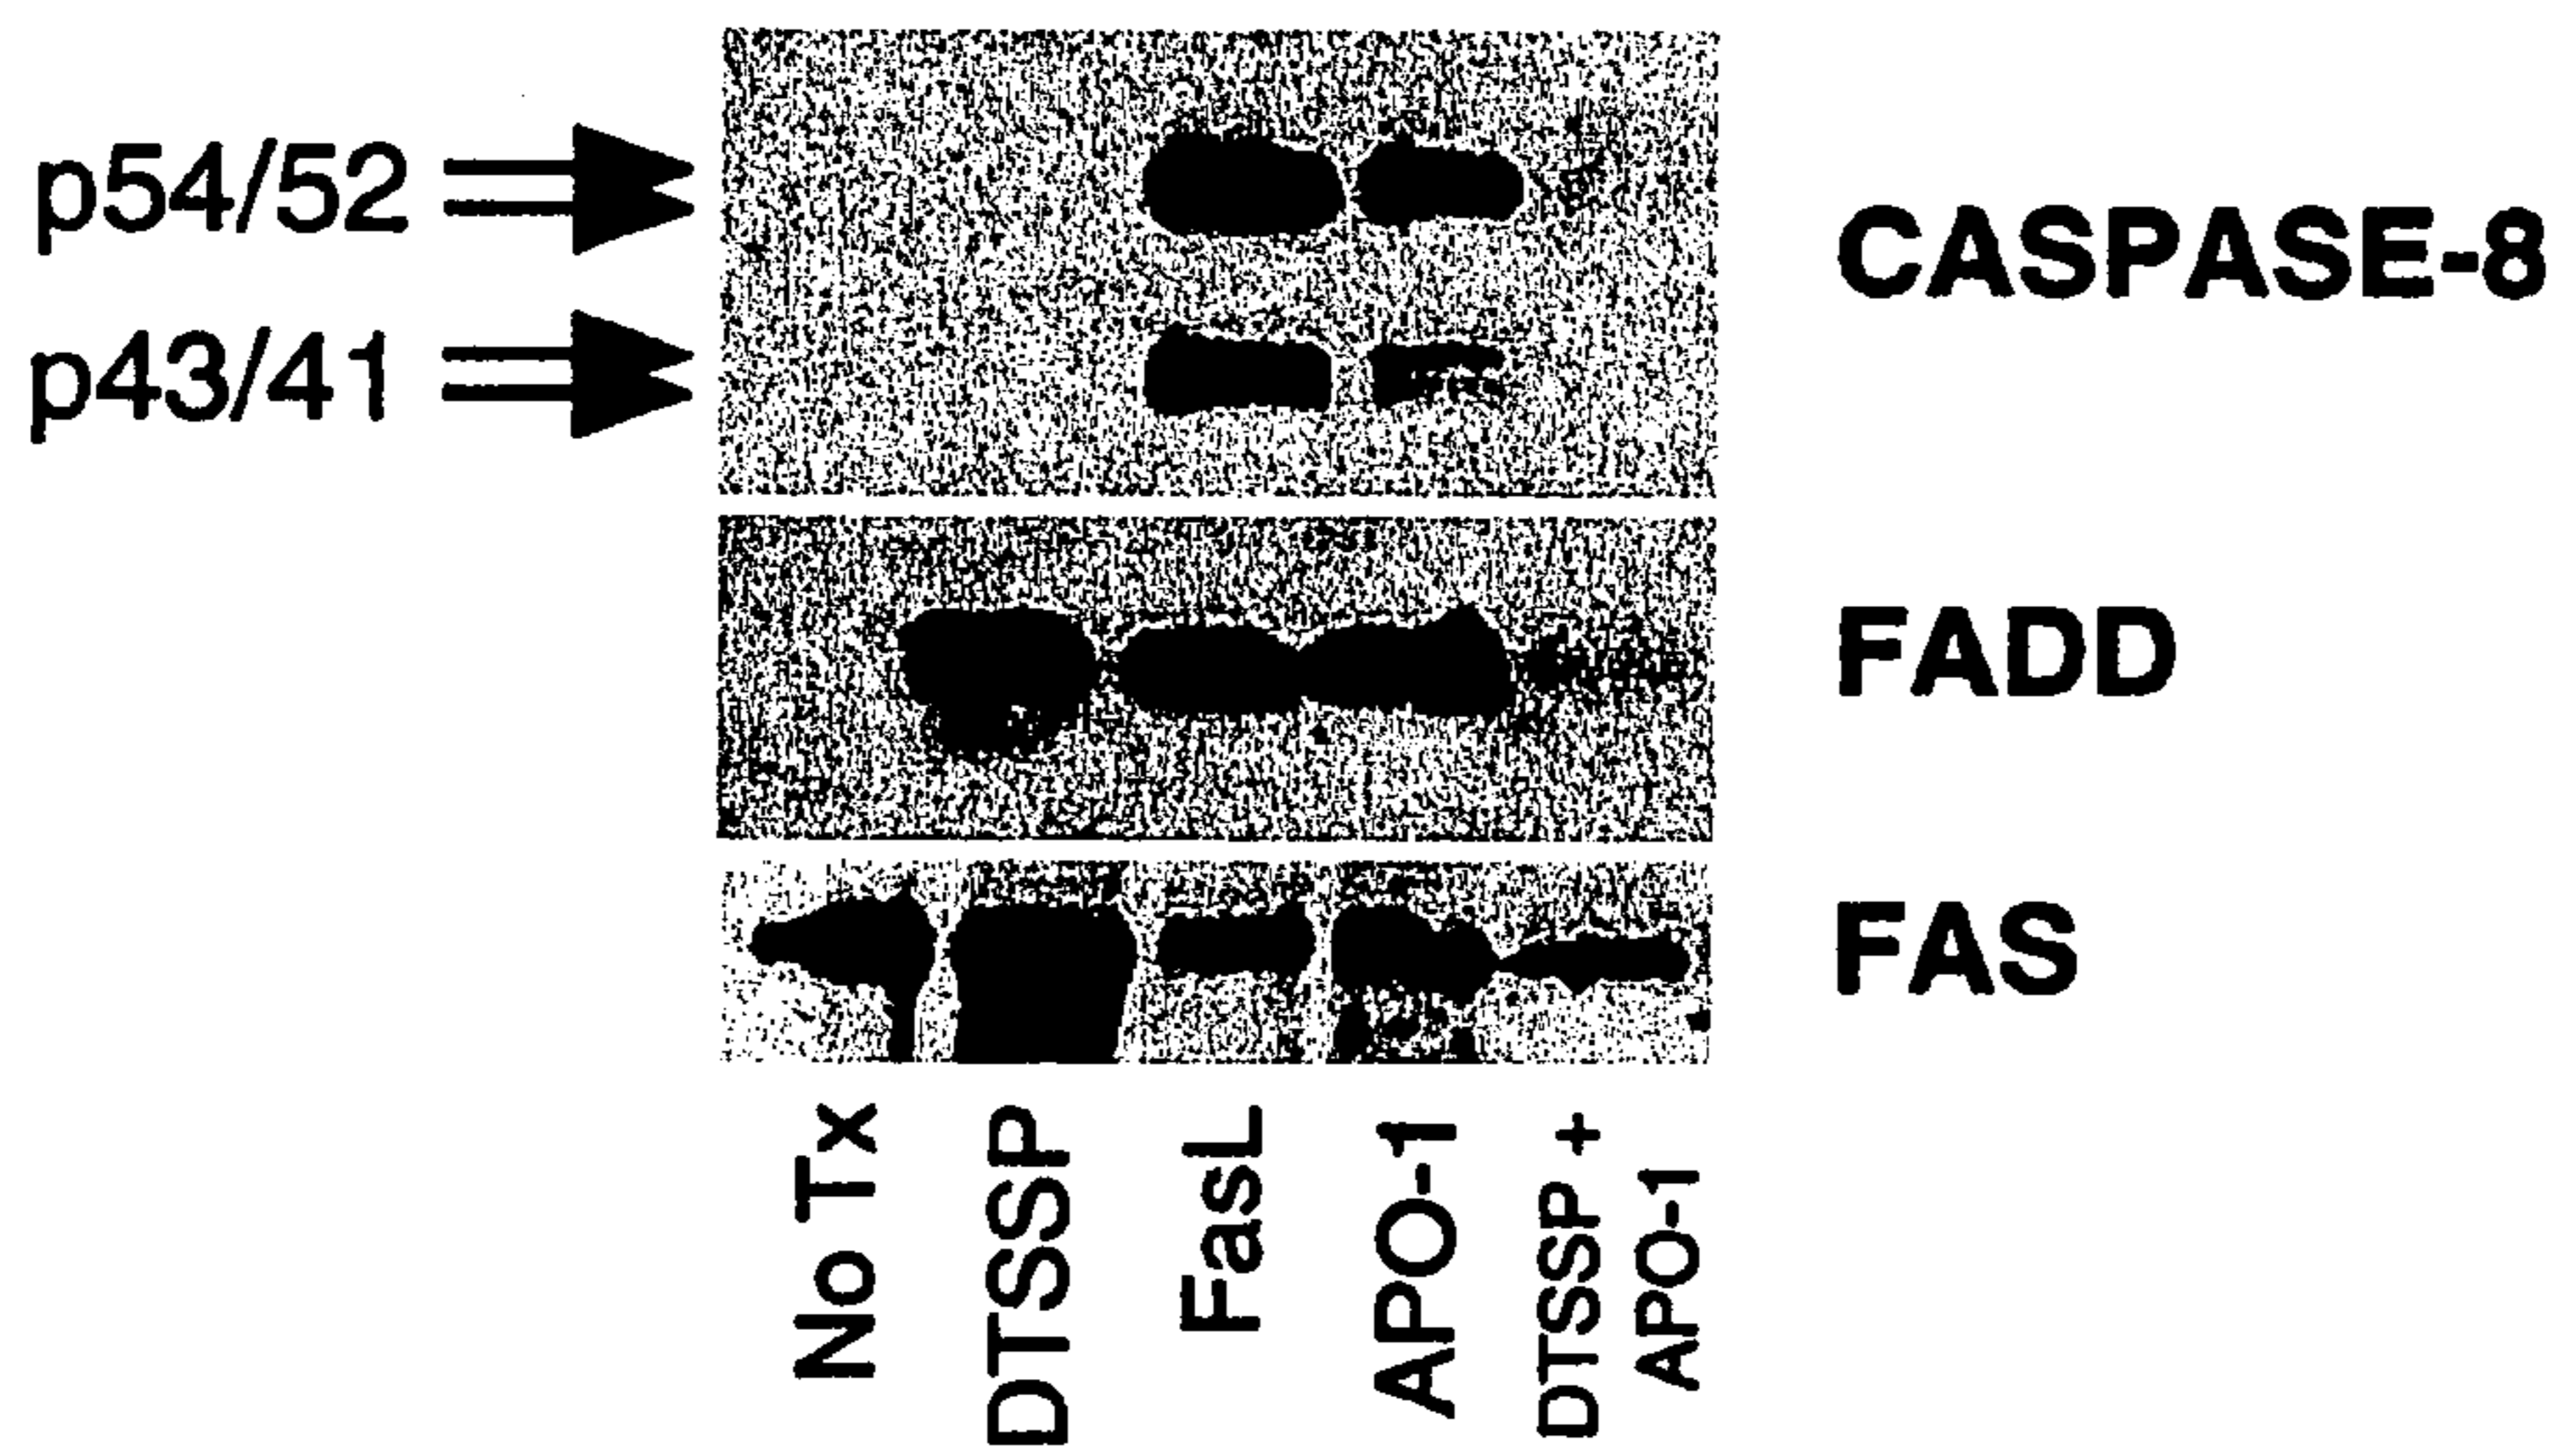 p54/52
CASPASE-8
p43/41
FADD
FAS
No Tx
DTSSP
FasL
APO-1
DTSSP +
APO-1